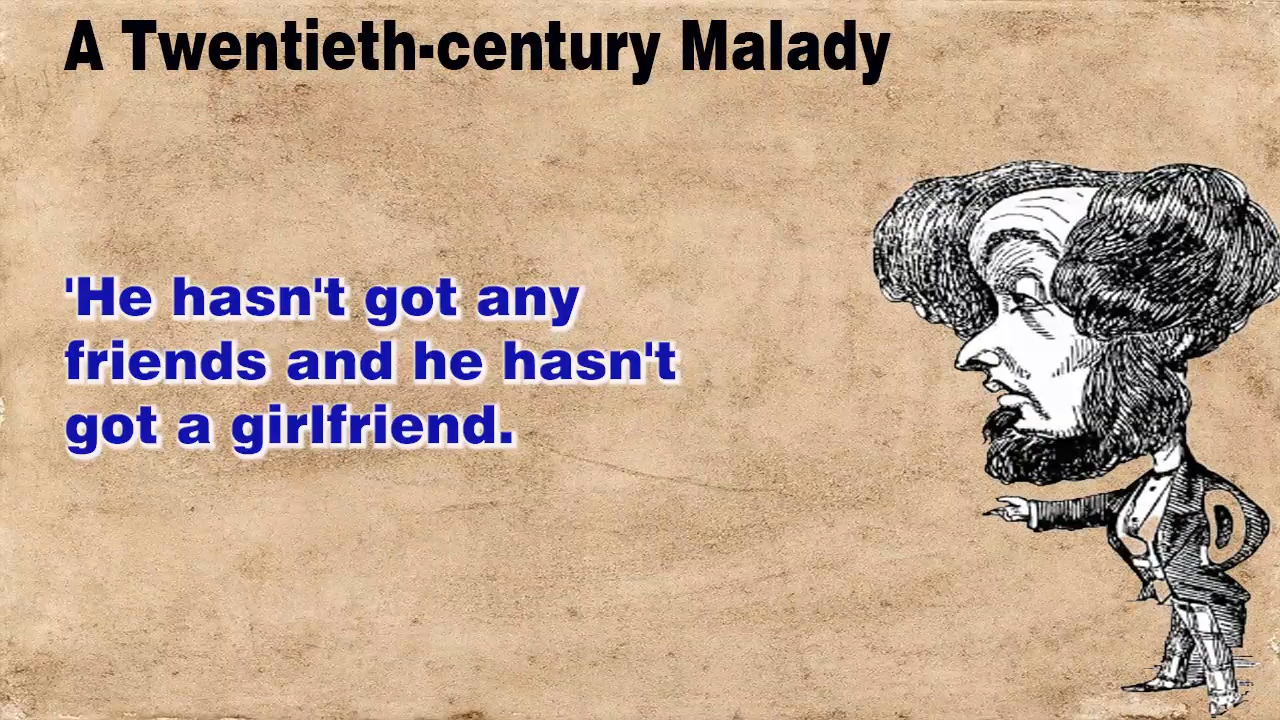 A Twentieth-century Malady
'He hasn't got any
friends and he hasn't
got a girlfriend.